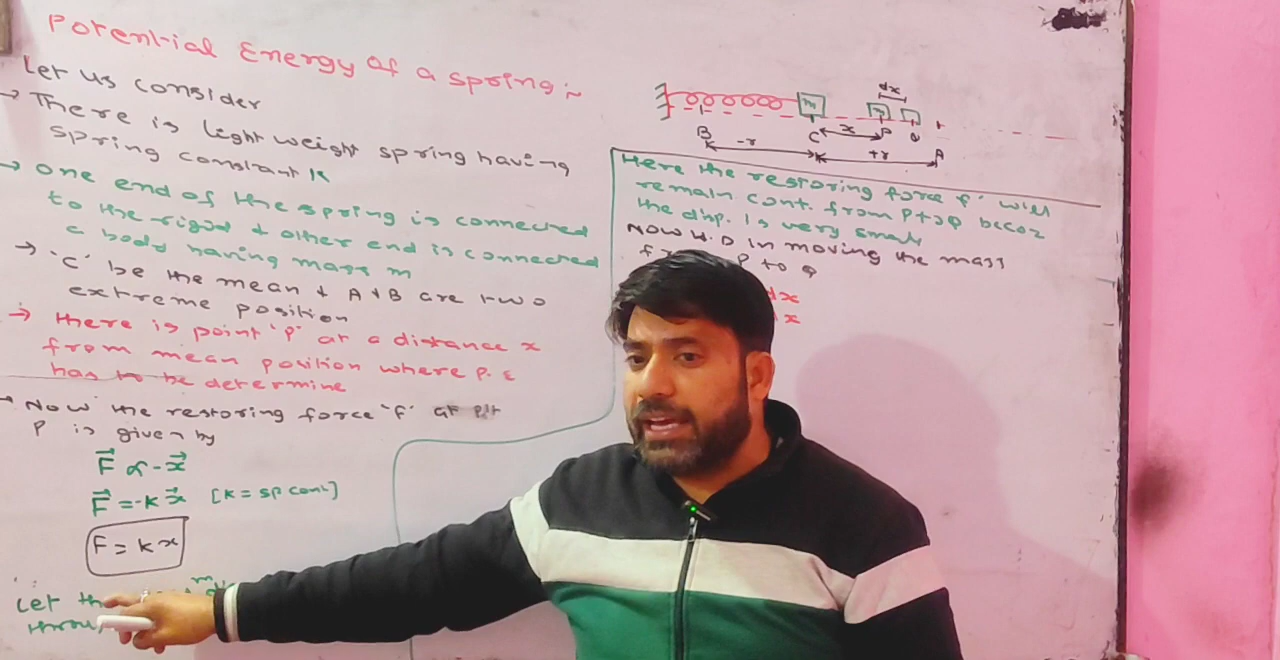 Potential Energy of a spring :~
Let us consider
→ There is light weight spring having
spring constant k
→ one end of the spring is connected
to the rigid & other end is connected
a body having mass m
→ 'C' be the mean & A & B are two
extreme position
→ there is point 'P' at a distance x
from mean position where P.E
has to be determine
→ Now the restoring force 'f' at pt
P is given by
F⃗ ∝ -x⃗
F⃗ = -k x⃗ [k = sp const]
F = kx
Let
m
dx
m
m
x
P
Q
B
C
A
-r
+r
Here the restoring force 'f' will
remain cont. from P to Q becoz
the disp. is very small
Now W.D in moving the mass
P to Q
dx
x